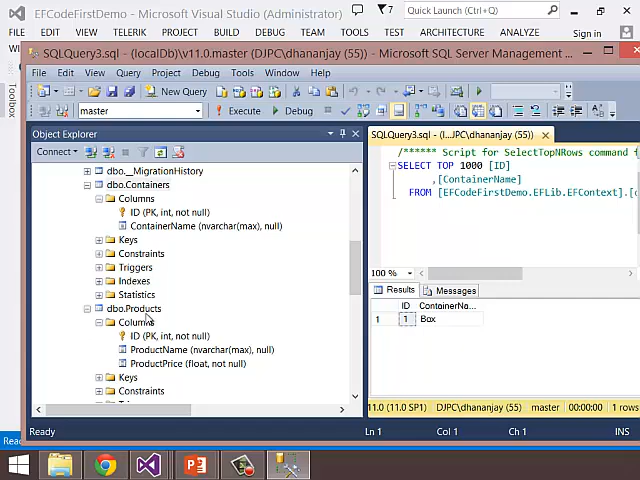 EFCodeFirstDemo - Microsoft Visual Studio (Administrator)
7
Quick Launch (Ctrl+Q)
FILE
TELERIK
PROJECT
BUILD
DEBUG
TEAM
TOOLS
TEST
ARCHITECTURE
Sign in
Toolbox
SQLQuery3.sql - (localDb)\v11.0.master (DJPC\dhananjay (55)) - Microsoft SQL Server Management ...
File Edit View Query Project Debug Tools Window Help
New Query
master
Execute
Debug
Object Explorer
Connect
dbo.__MigrationHistory
dbo.Containers
Columns
ID (PK, int, not null)
ContainerName (nvarchar(max), null)
Keys
Constraints
Triggers
Indexes
Statistics
dbo.Products
Columns
ID (PK, int, not null)
ProductName (nvarchar(max), null)
ProductPrice (float, not null)
Keys
Constraints
SQLQuery3.sql - (l...DJPC\dhananjay (55))
/****** Script for SelectTopNRows command f
SELECT TOP 1000 [ID]
,[ContainerName]
FROM [EFCodeFirstDemo.EFLib.EFContext].[
100 %
Results
Messages
ID ContainerNa...
1 1 Box
11.0 (11.0 SP1) DJPC\dhananjay (55) master 00:00:00 1
Ready
Ln 1
Col 1
Ch 1
INS